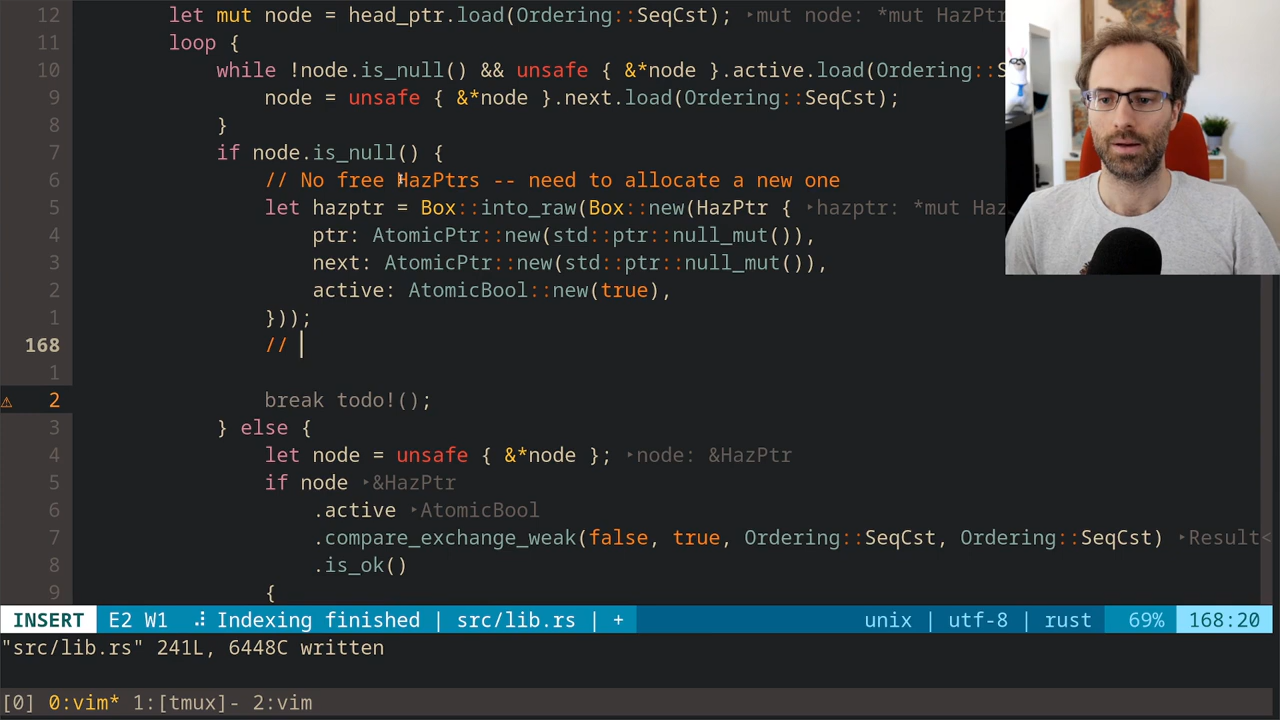 12 let mut node = head_ptr.load(Ordering::SeqCst); ▸mut node: *mut HazPtr
11 loop {
10 while !node.is_null() && unsafe { &*node }.active.load(Ordering::S
9 node = unsafe { &*node }.next.load(Ordering::SeqCst);
8 }
7 if node.is_null() {
6 // No free HazPtrs -- need to allocate a new one
5 let hazptr = Box::into_raw(Box::new(HazPtr { ▸hazptr: *mut Haz
4 ptr: AtomicPtr::new(std::ptr::null_mut()),
3 next: AtomicPtr::new(std::ptr::null_mut()),
2 active: AtomicBool::new(true),
1 }));
168 //
1
⚠ 2 break todo!();
3 } else {
4 let node = unsafe { &*node }; ▸node: &HazPtr
5 if node ▸&HazPtr
6 .active ▸AtomicBool
7 .compare_exchange_weak(false, true, Ordering::SeqCst, Ordering::SeqCst) ▸Result<
8 .is_ok()
9 {
INSERT E2 W1 ⠼ Indexing finished | src/lib.rs | + unix | utf-8 | rust 69% 168:20
"src/lib.rs" 241L, 6448C written
[0] 0:vim* 1:[tmux]- 2:vim